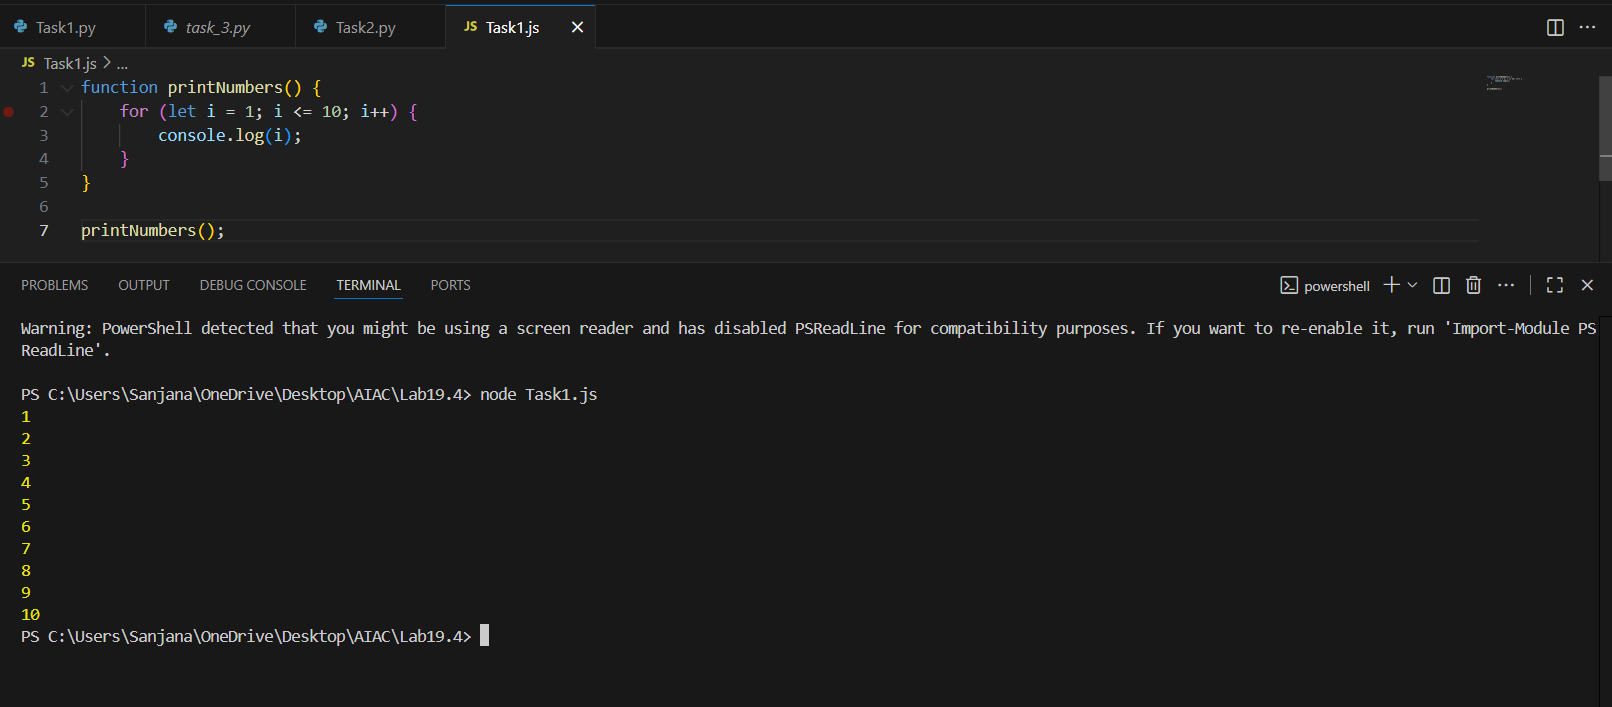 Task1.py task_3.py Task2.py JS Task1.js
JS Task1.js > ...
1 function printNumbers() {
2 for (let i = 1; i <= 10; i++) {
3 console.log(i);
4 }
5 }
6
7 printNumbers();
PROBLEMS OUTPUT DEBUG CONSOLE TERMINAL PORTS powershell
Warning: PowerShell detected that you might be using a screen reader and has disabled PSReadLine for compatibility purposes. If you want to re-enable it, run 'Import-Module PS
ReadLine'.
PS C:\Users\Sanjana\OneDrive\Desktop\AIAC\Lab19.4> node Task1.js
1
2
3
4
5
6
7
8
9
10
PS C:\Users\Sanjana\OneDrive\Desktop\AIAC\Lab19.4>